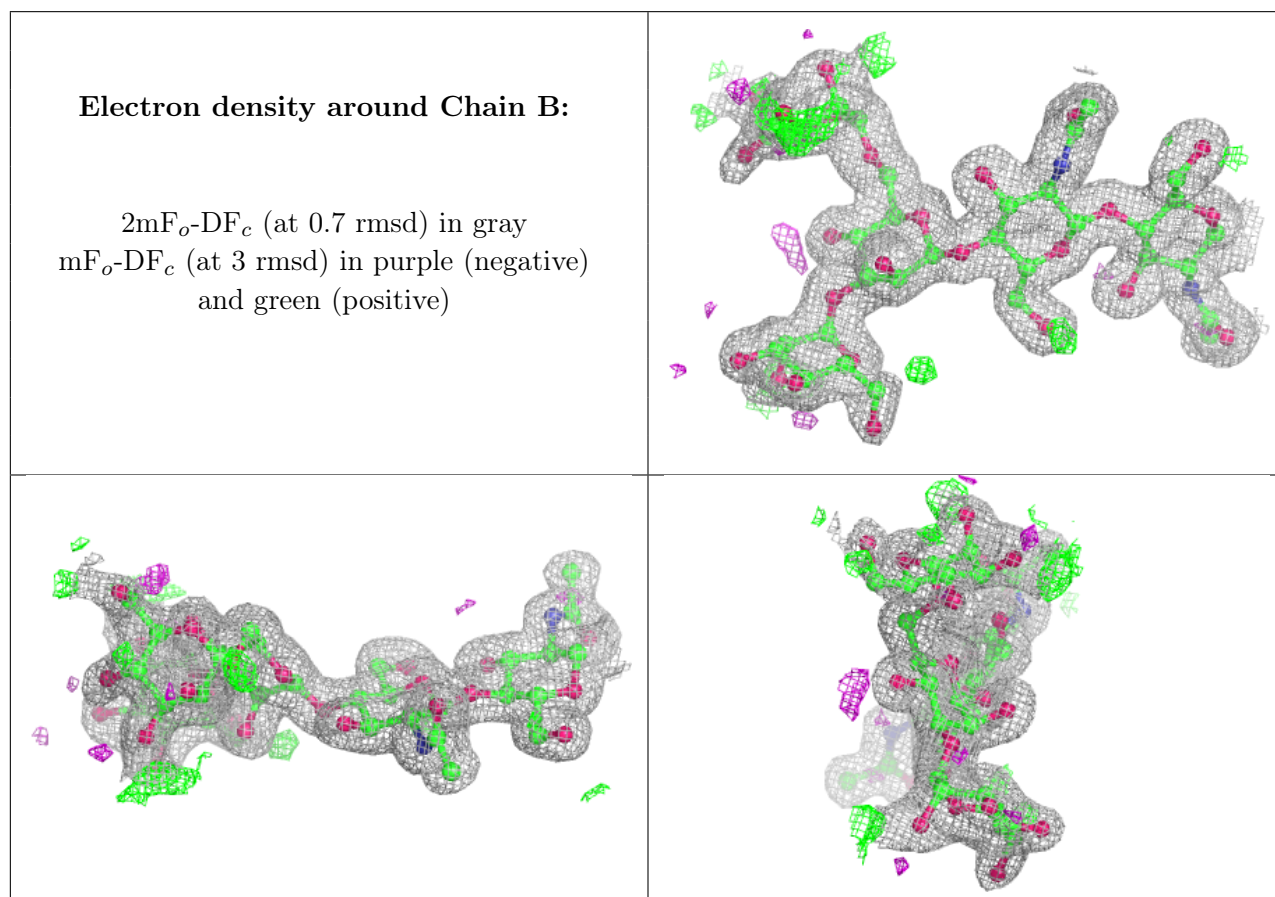 Electron density around Chain B:
2mFo-DFc (at 0.7 rmsd) in gray
mFo-DFc (at 3 rmsd) in purple (negative)
and green (positive)